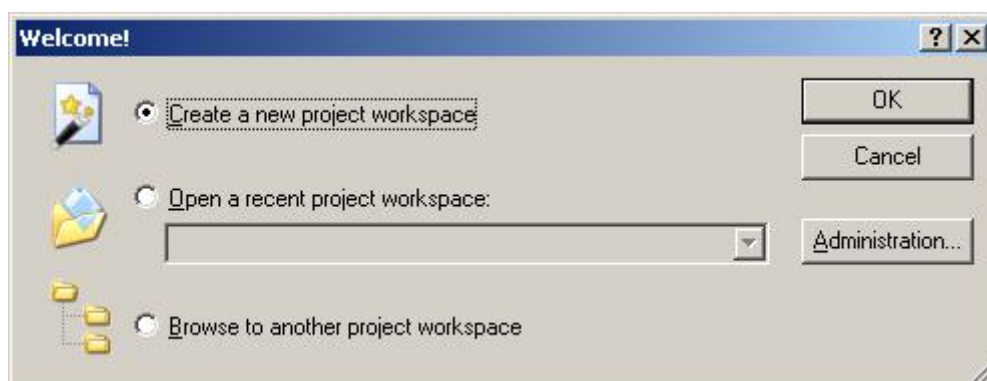 Welcome!
Create a new project workspace
OK
Cancel
Open a recent project workspace:
Administration...
Browse to another project workspace